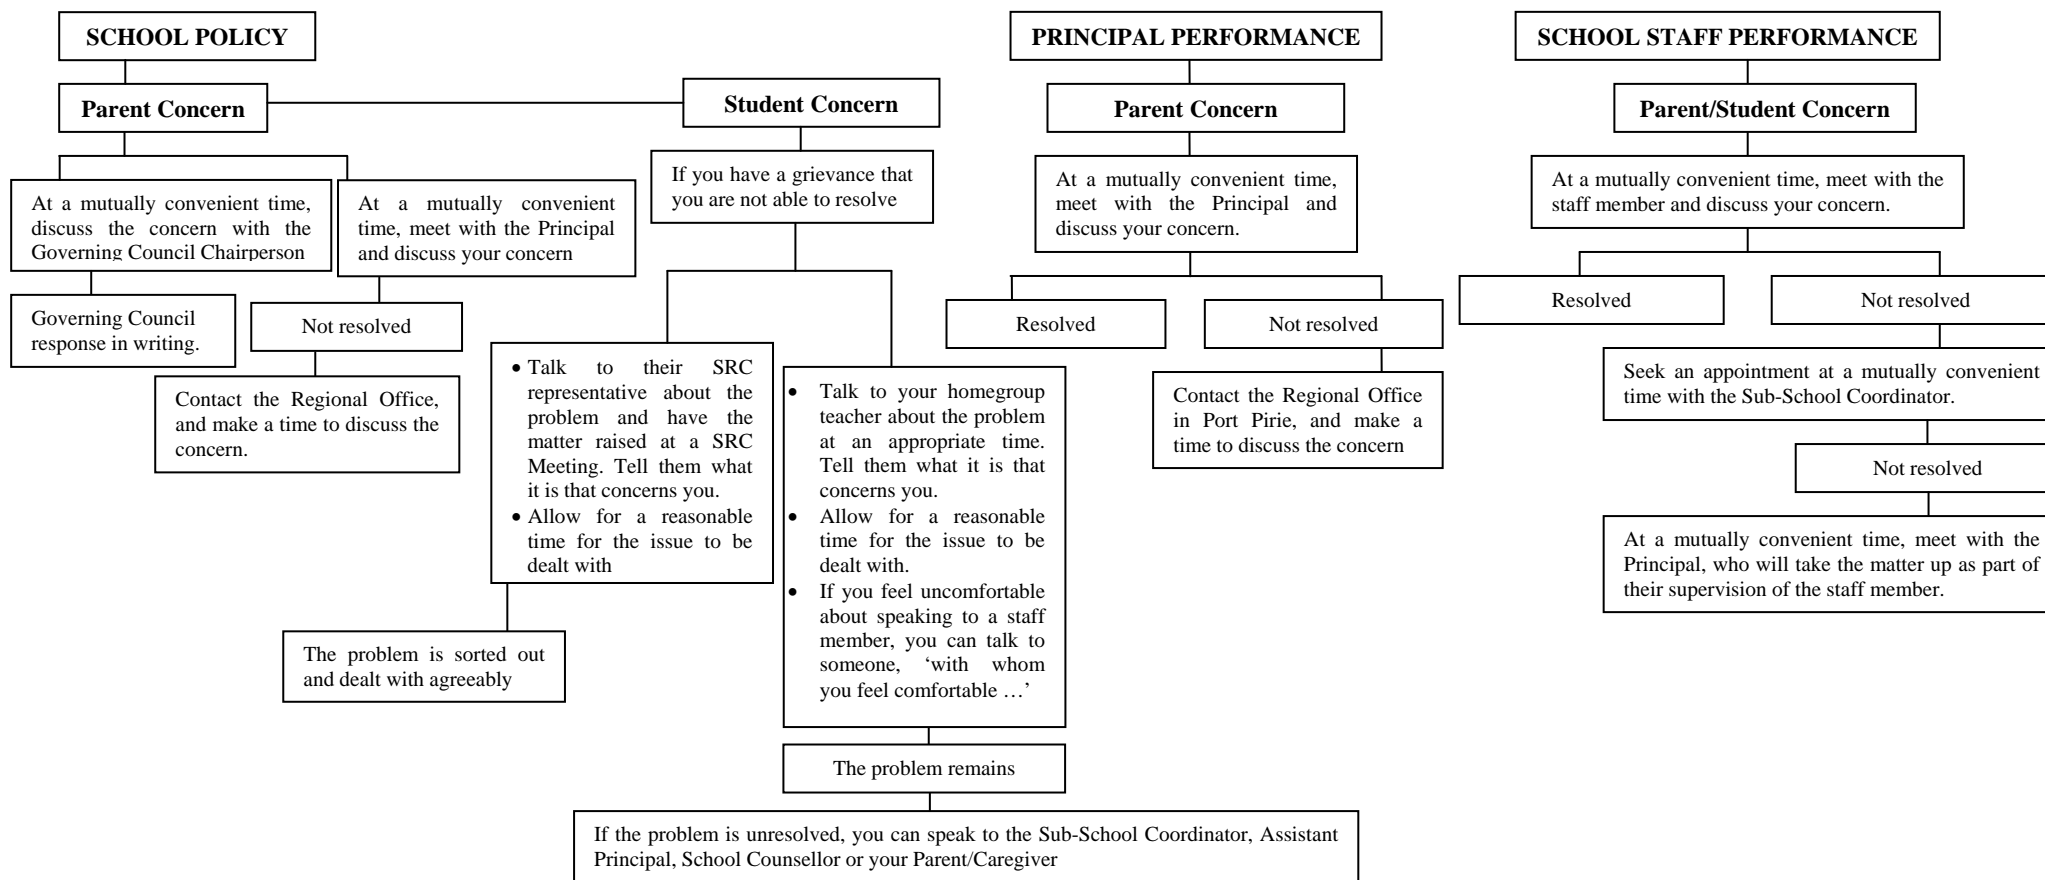 SCHOOL POLICY
Parent Concern
At a mutually convenient time,
discuss the concern with the
Governing Council Chairperson
Governing Council
response in writing.
At a mutually convenient
time, meet with the Principal
and discuss your concern
Not resolved
Contact the Regional Office,
and make a time to discuss the
concern.
Student Concern
If you have a grievance that
you are not able to resolve
• Talk to their SRC
representative about the
problem and have the
matter raised at a SRC
Meeting. Tell them what
it is that concerns you.
• Allow for a reasonable
time for the issue to be
dealt with
The problem is sorted out
and dealt with agreeably
• Talk to your homegroup
teacher about the problem
at an appropriate time.
Tell them what it is that
concerns you.
• Allow for a reasonable
time for the issue to be
dealt with.
• If you feel uncomfortable
about speaking to a staff
member, you can talk to
someone, ‘with whom
you feel comfortable …’
The problem remains
If the problem is unresolved, you can speak to the Sub-School Coordinator, Assistant
Principal, School Counsellor or your Parent/Caregiver
PRINCIPAL PERFORMANCE
Parent Concern
At a mutually convenient time,
meet with the Principal and
discuss your concern.
Resolved
Not resolved
Contact the Regional Office
in Port Pirie, and make a
time to discuss the concern
SCHOOL STAFF PERFORMANCE
Parent/Student Concern
At a mutually convenient time, meet with the
staff member and discuss your concern.
Resolved
Not resolved
Seek an appointment at a mutually convenient
time with the Sub-School Coordinator.
Not resolved
At a mutually convenient time, meet with the
Principal, who will take the matter up as part of
their supervision of the staff member.